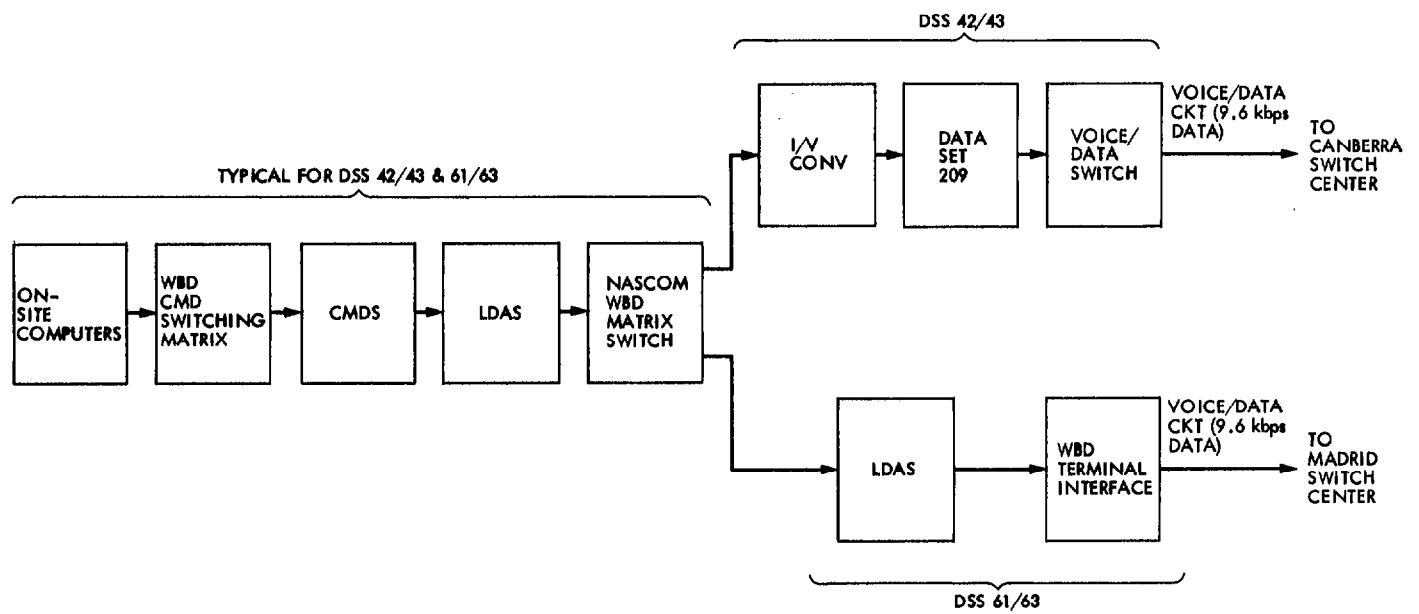 DSS 42/43
VOICE/DATA
CKT (9.6 kbps
DATA)
TO
CANBERRA
SWITCH
CENTER
I/V
CONV
DATA
SET
209
VOICE/
DATA
SWITCH
TYPICAL FOR DSS 42/43 & 61/63
ON-
SITE
COMPUTERS
WBD
CMD
SWITCHING
MATRIX
CMDS
LDAS
NASCOM
WBD
MATRIX
SWITCH
LDAS
WBD
TERMINAL
INTERFACE
VOICE/DATA
CKT (9.6 kbps
DATA)
TO
MADRID
SWITCH
CENTER
DSS 61/63